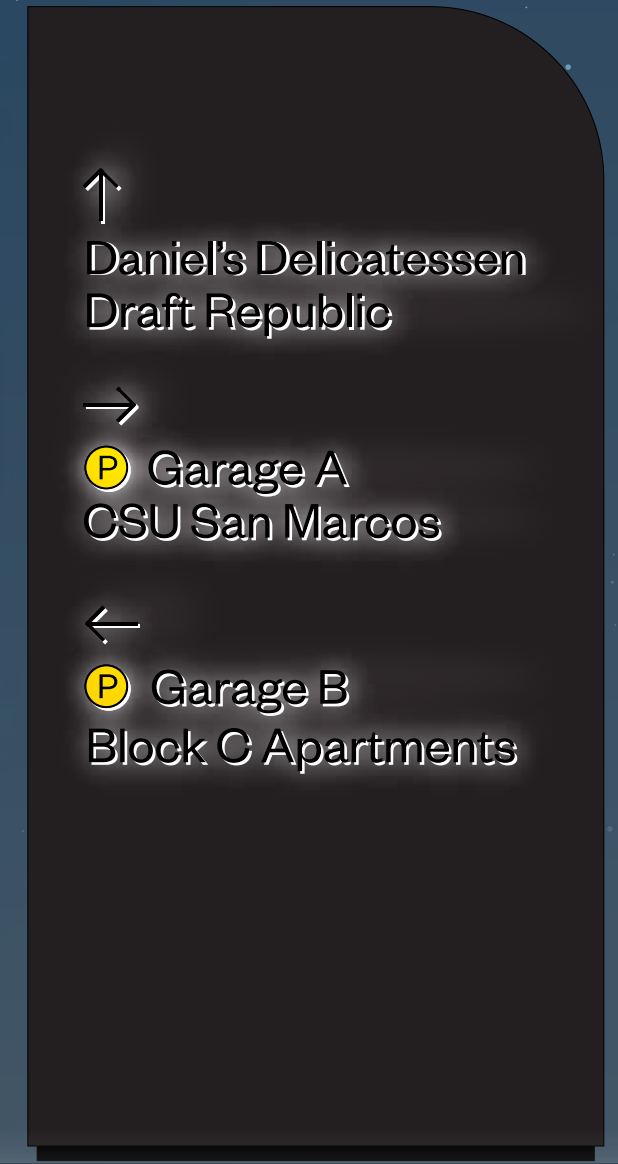 ↑
Daniel’s Delicatessen
Draft Republic
→
P Garage A
CSU San Marcos
←
P Garage B
Block C Apartments